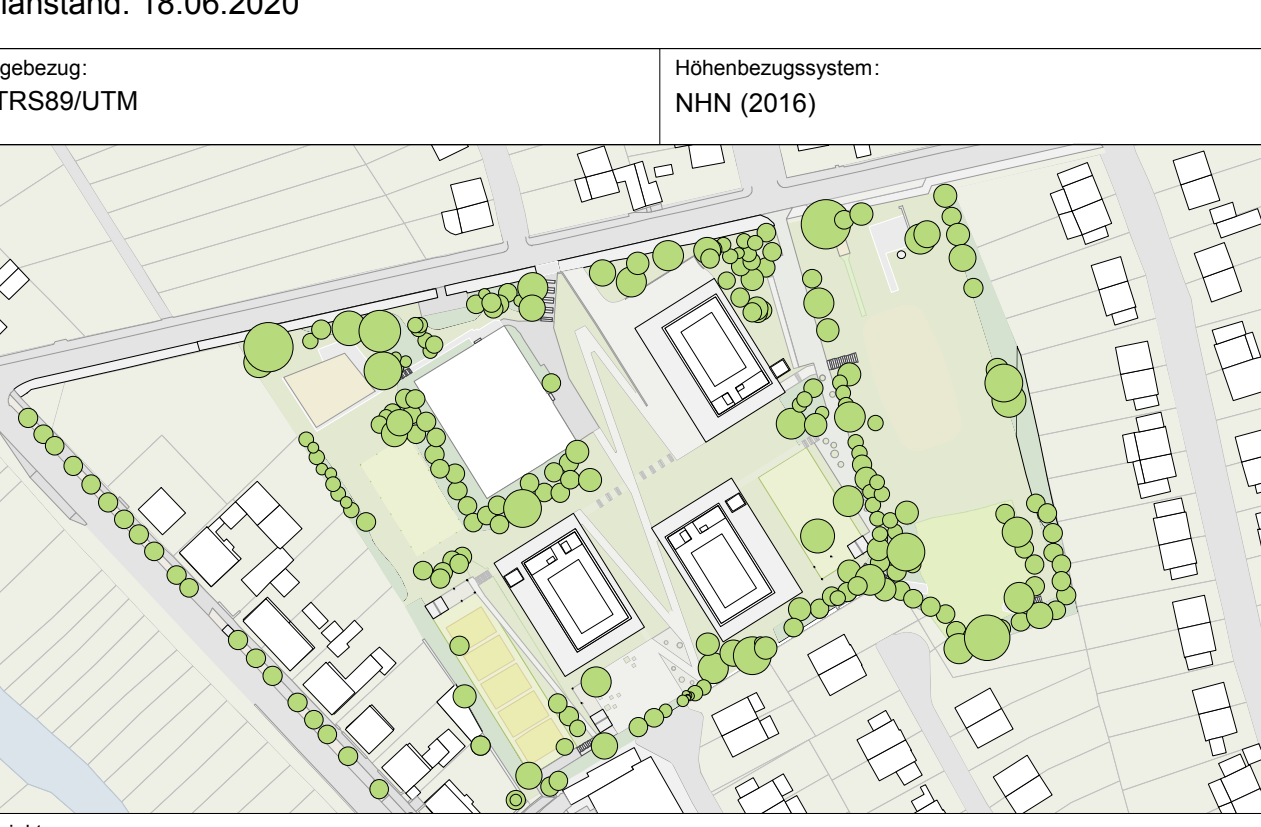 lanstand: 18.06.2020
gebezug:
TRS89/UTM
Höhenbezugssystem:
NHN (2016)